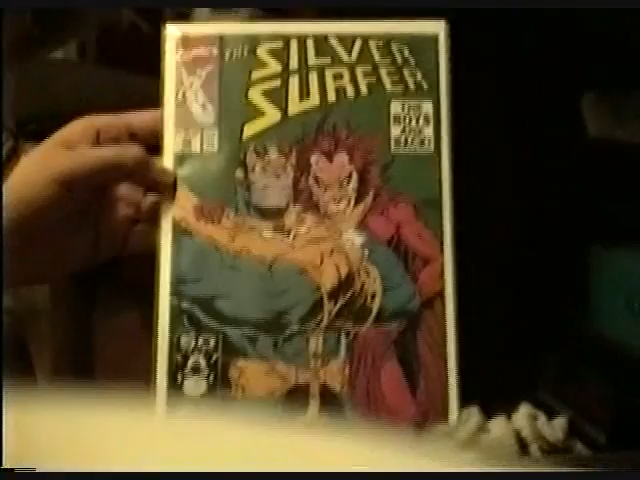 THE SILVER
SURFER
THE
BOYS
ARE
BACK!